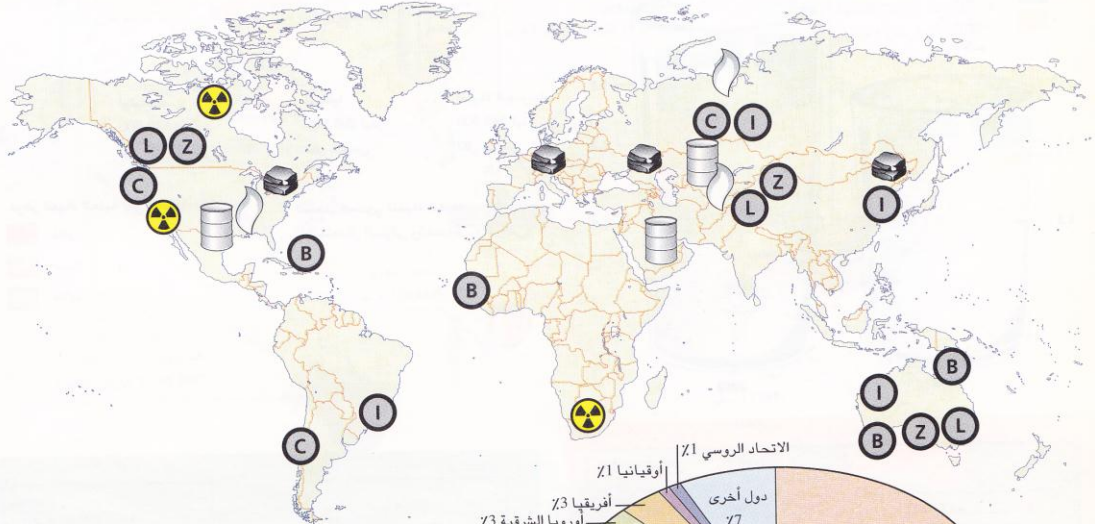 L Z
C
B
C I
Z
L
I
B
B
I
I
C
B Z L
الاتحاد الروسي 1٪
أوقيانيا 1٪
دول أخرى
7٪
أفريقيا 3٪
أوروبا الشرقية 3٪